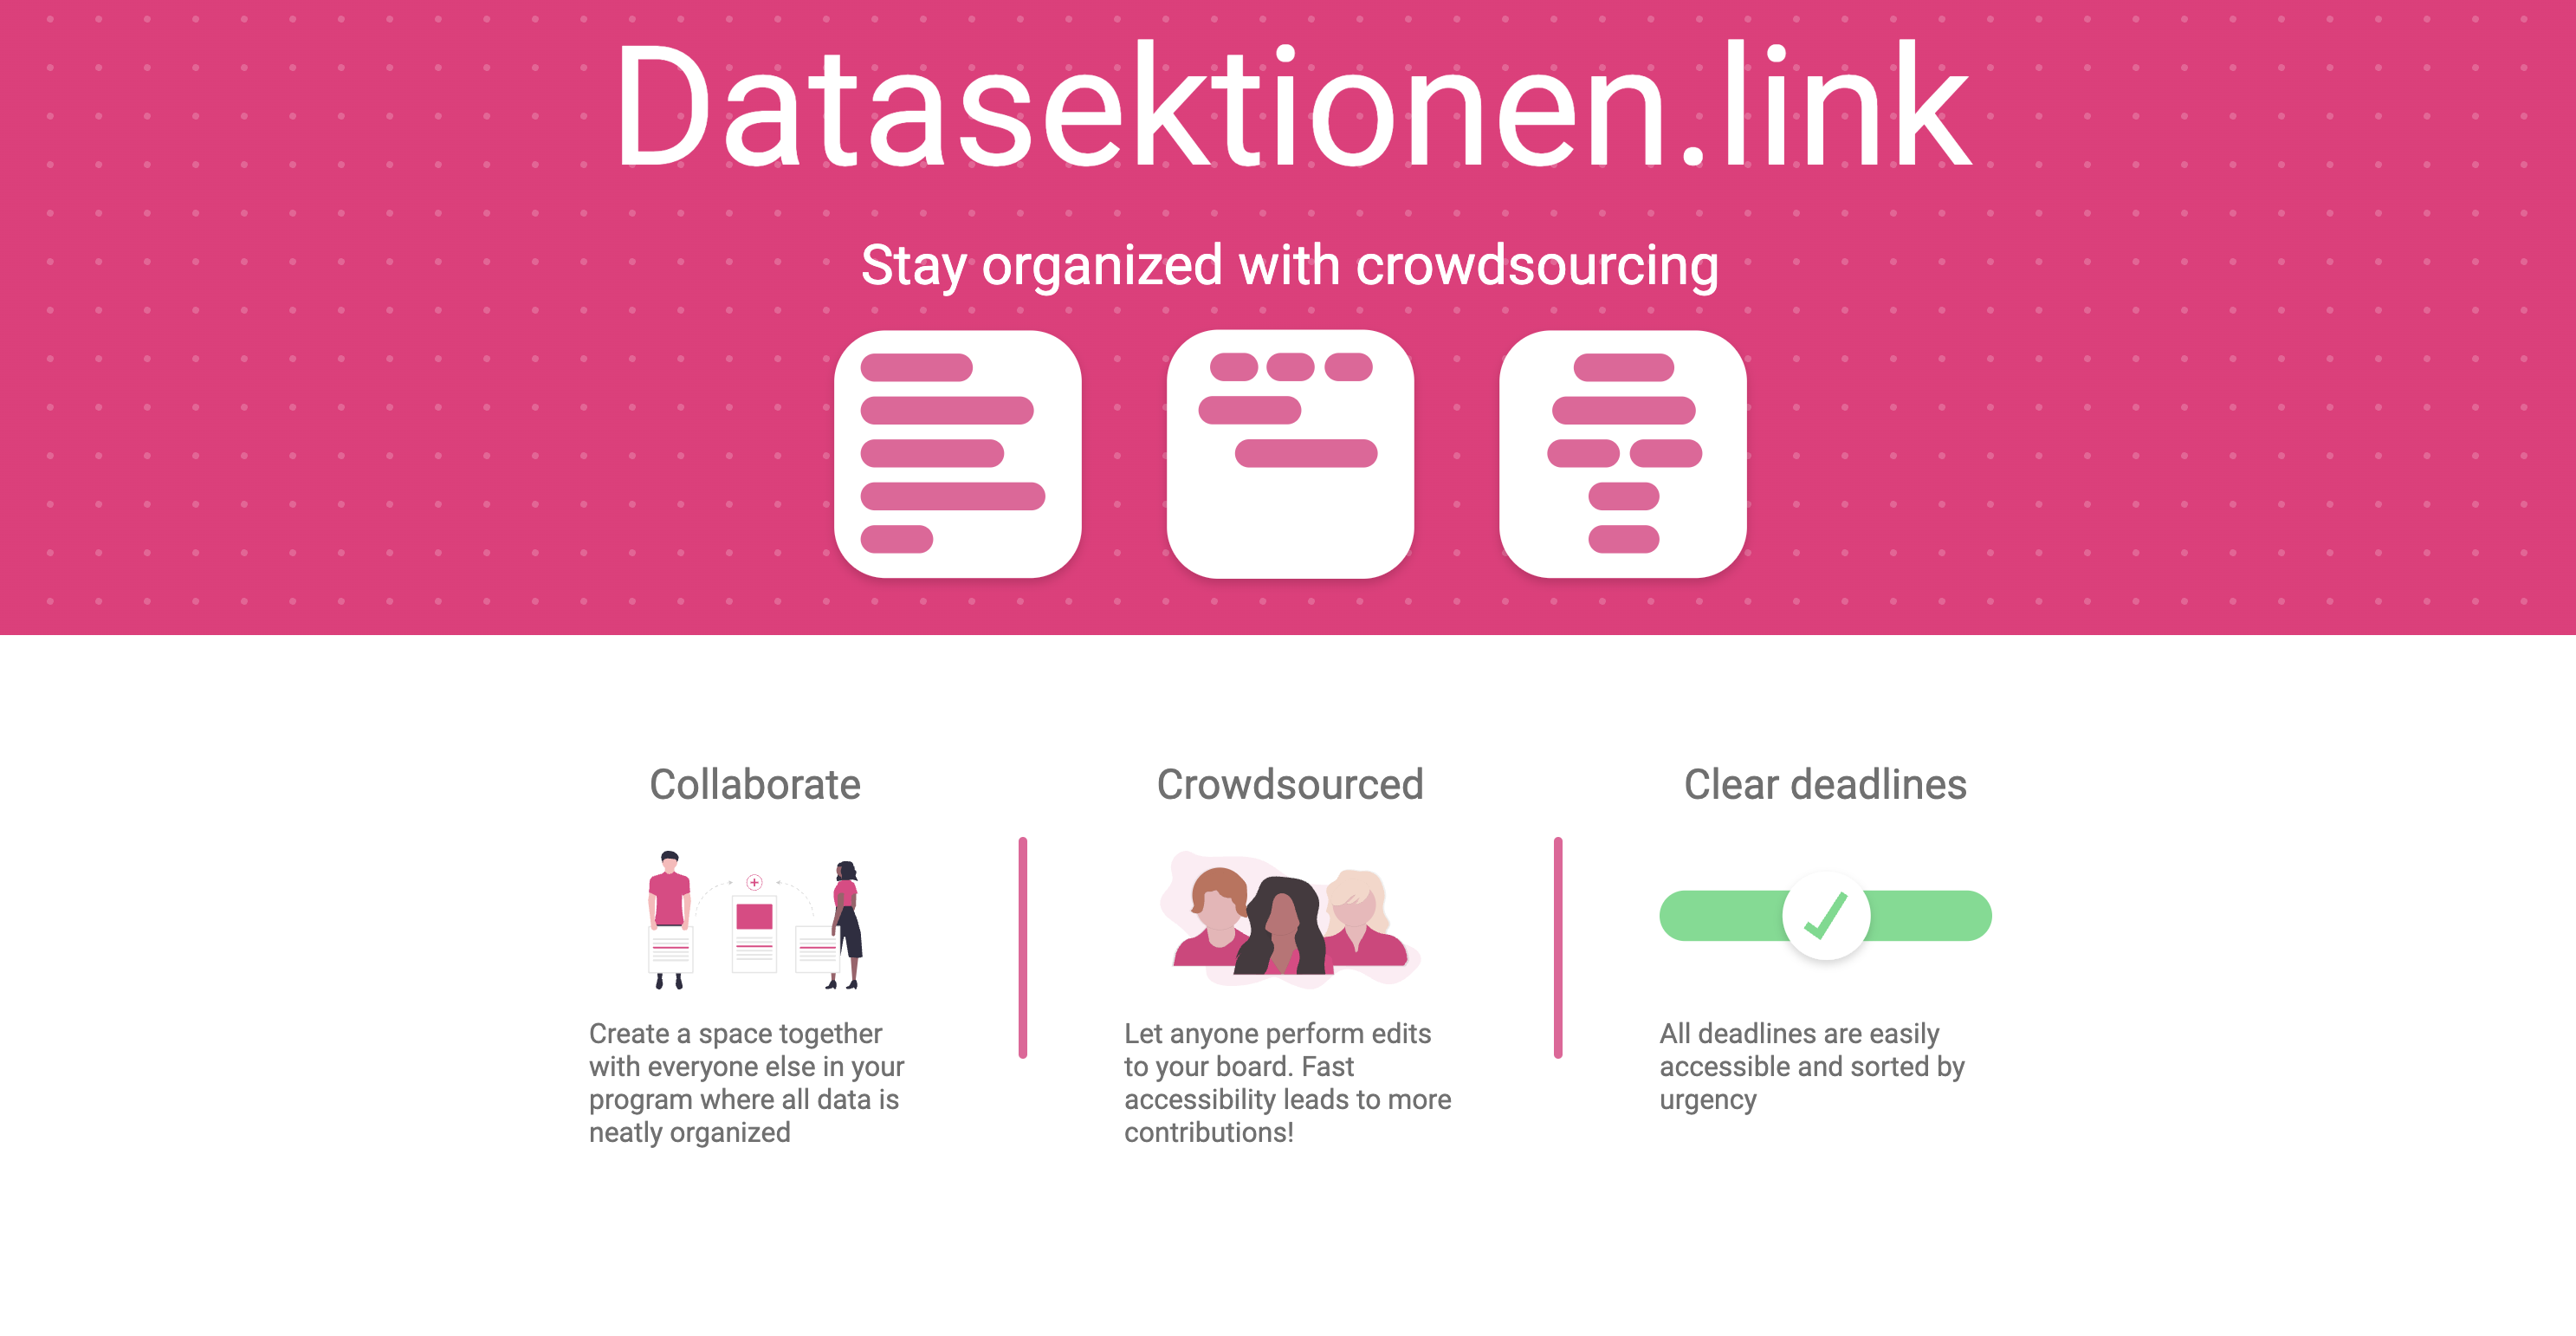 Datasektionen.link
Stay organized with crowdsourcing
Collaborate
Create a space together
with everyone else in your
program where all data is
neatly organized
Crowdsourced
Let anyone perform edits
to your board. Fast
accessibility leads to more
contributions!
Clear deadlines
All deadlines are easily
accessible and sorted by
urgency